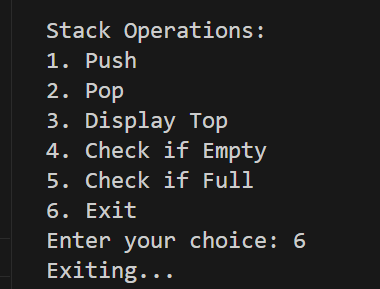 Stack Operations:
1. Push
2. Pop
3. Display Top
4. Check if Empty
5. Check if Full
6. Exit
Enter your choice: 6
Exiting...